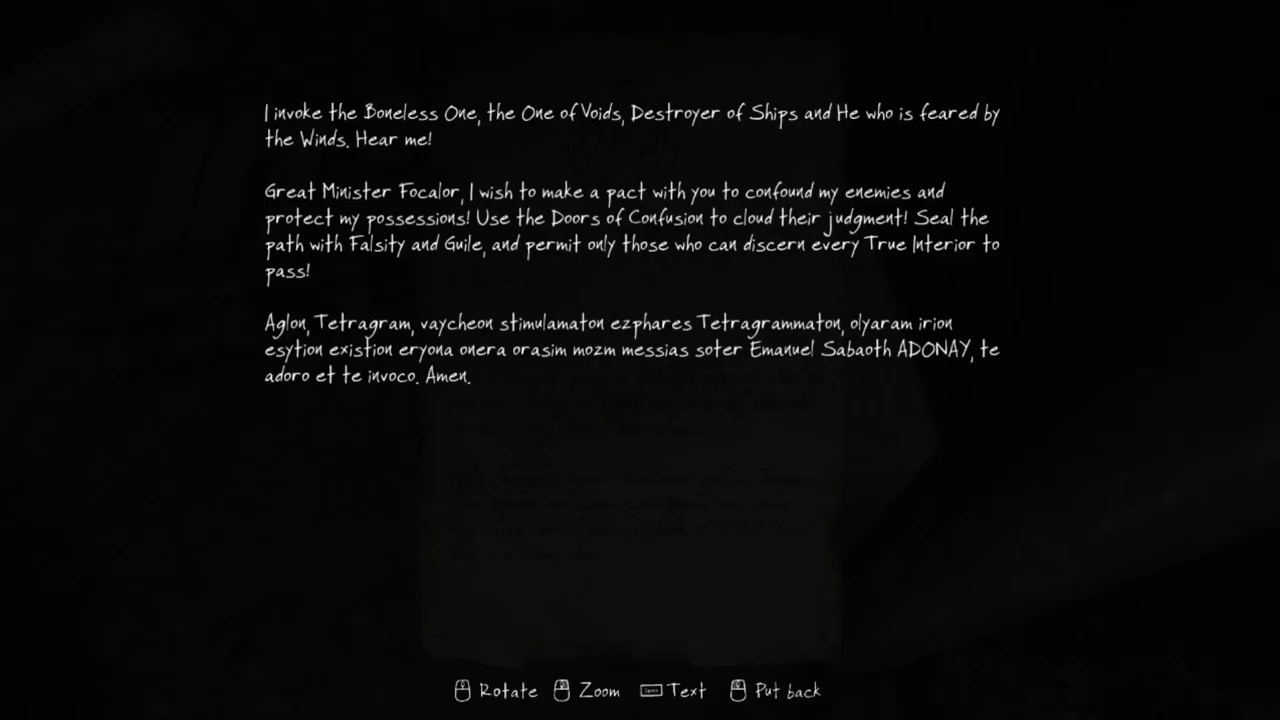 I invoke the Boneless One, the One of Voids, Destroyer of Ships and He who is feared by
the Winds. Hear me!
Great Minister Focalor, I wish to make a pact with you to confound my enemies and
protect my possessions! Use the Doors of Confusion to cloud their judgment! Seal the
path with Falsity and Guile, and permit only those who can discern every True Interior to
pass!
Aglon, Tetragram, vaycheon stimulamaton ezphares Tetragrammaton, olyaram irion
esytion existion eryona onera orasim mozm messias soter Emanuel Sabaoth ADONAY, te
adoro et te invoco. Amen.
Rotate Zoom Text Put back